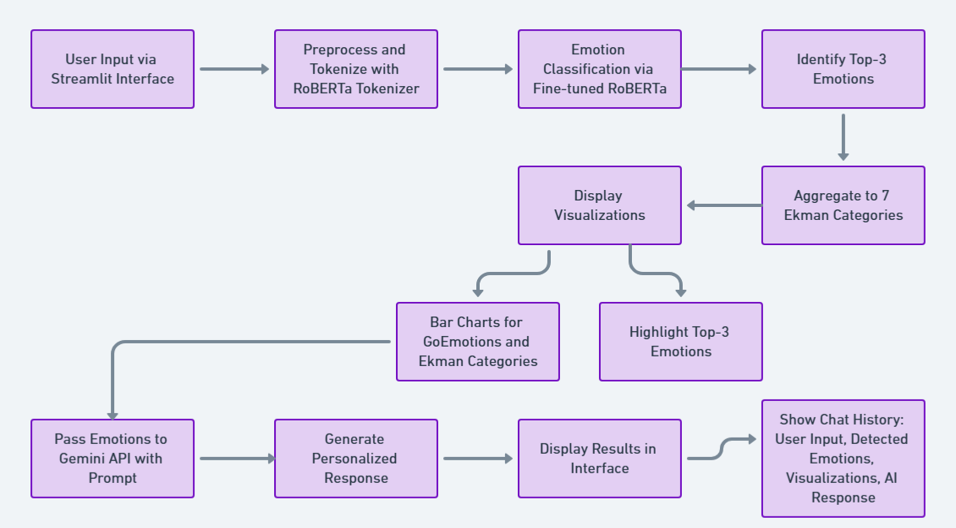 User Input via
Streamlit Interface
Preprocess and
Tokenize with
RoBERTa Tokenizer
Emotion
Classification via
Fine-tuned RoBERTa
Identify Top-3
Emotions
Display
Visualizations
Aggregate to 7
Ekman Categories
Bar Charts for
GoEmotions and
Ekman Categories
Highlight Top-3
Emotions
Pass Emotions to
Gemini API with
Prompt
Generate
Personalized
Response
Display Results in
Interface
Show Chat History:
User Input, Detected
Emotions,
Visualizations, AI
Response